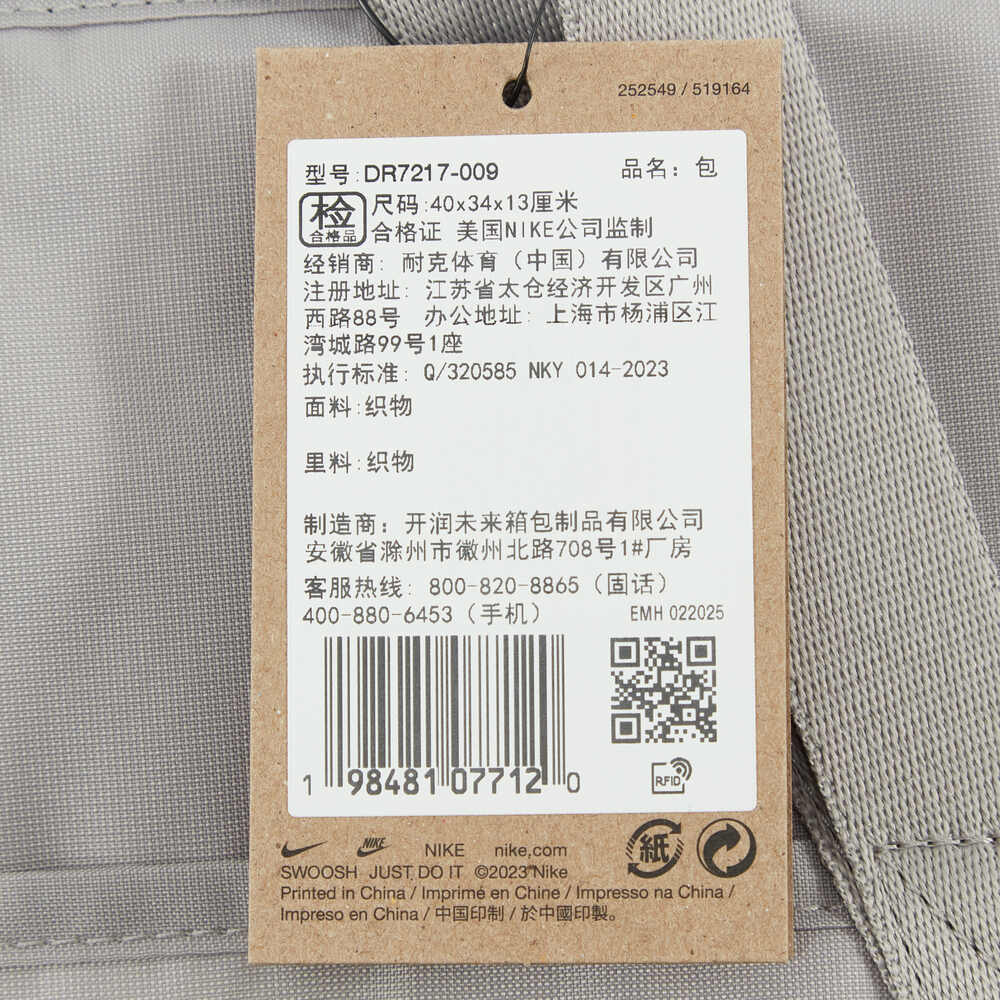 252549 / 519164
型号:DR7217-009 品名：包
检 合格品 尺码:40x34x13厘米
合格证 美国NIKE公司监制
经销商：耐克体育（中国）有限公司
注册地址：江苏省太仓经济开发区广州
西路88号 办公地址：上海市杨浦区江
湾城路99号1座
执行标准：Q/320585 NKY 014-2023
面料:织物
里料:织物
制造商：开润未来箱包制品有限公司
安徽省滁州市徽州北路708号1#厂房
客服热线：800-820-8865（固话）
400-880-6453（手机） EMH 022025
1 98481 07712 0
RFID
NIKE NIKE nike.com 紙
SWOOSH JUST DO IT ©2023 Nike
Printed in China / Imprimé en Chine / Impresso na China /
Impreso en China / 中国印制 / 於中國印製。